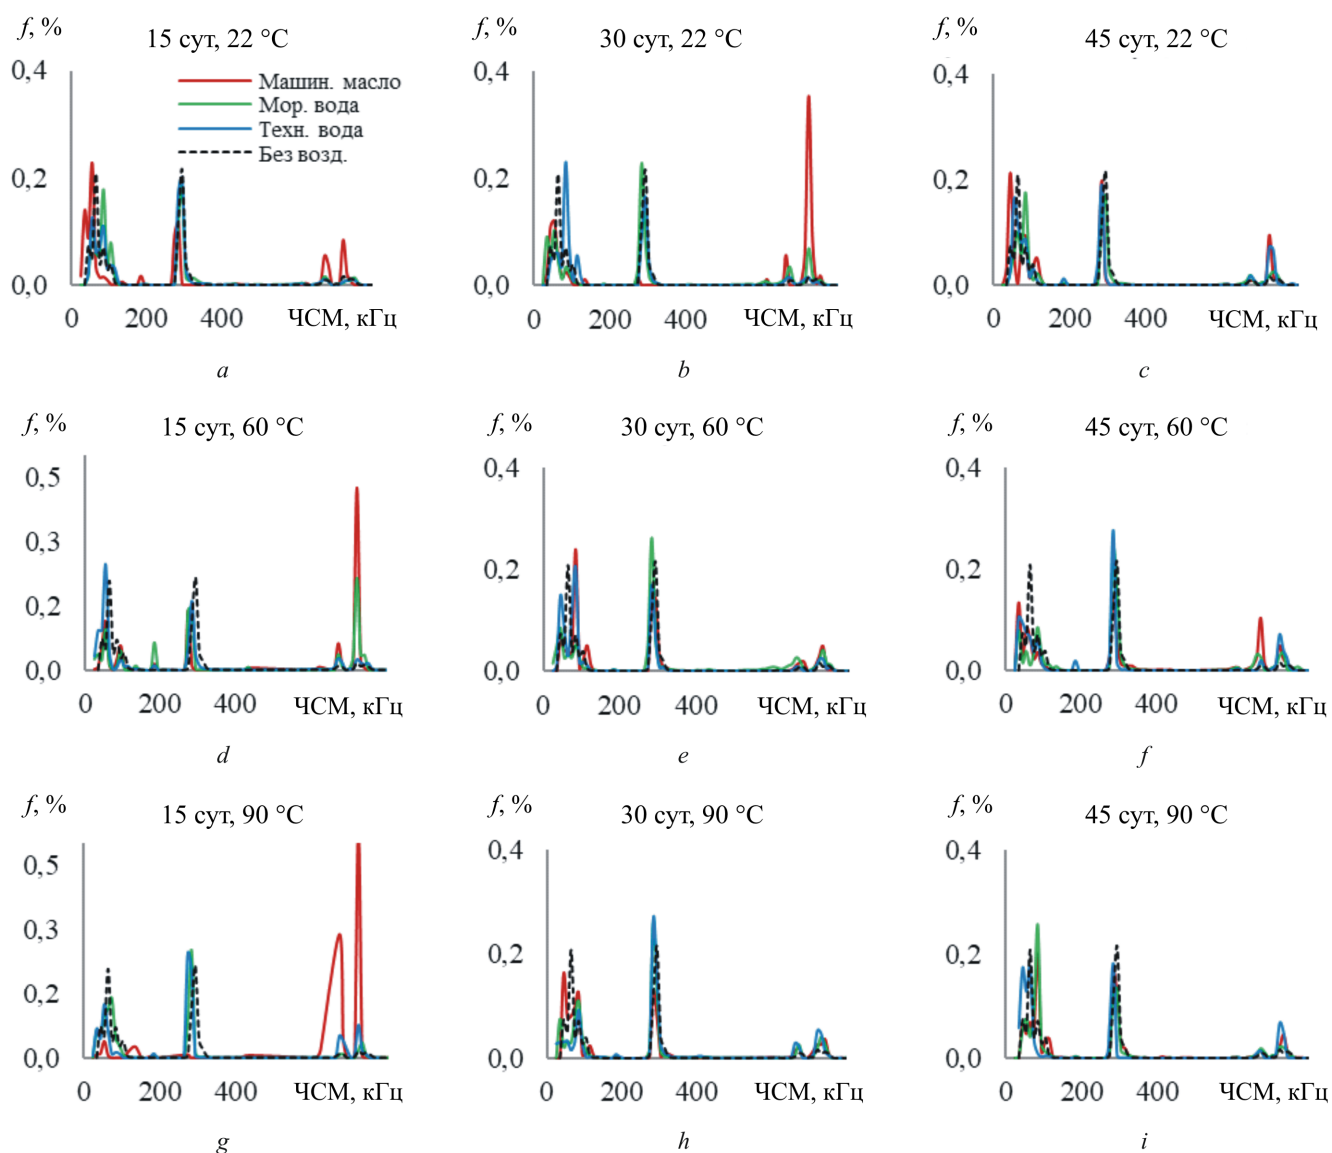 f, % f, % f, %
15 сут, 22 °C 30 сут, 22 °C 45 сут, 22 °C
0,4 0,4 0,4
Машин. масло
Мор. вода
Техн. вода
Без возд.
0,2 0,2 0,2
0,0 0,0 0,0
0 200 400 ЧСМ, кГц 0 200 400 ЧСМ, кГц 0 200 400 ЧСМ, кГц
a b c
f, % f, % f, %
15 сут, 60 °C 30 сут, 60 °C 45 сут, 60 °C
0,5 0,4 0,4
0,3
0,2 0,2 0,2
0,0 0,0 0,0
0 200 400 ЧСМ, кГц 0 200 400 ЧСМ, кГц 0 200 400 ЧСМ, кГц
d e f
f, % f, % f, %
15 сут, 90 °C 30 сут, 90 °C 45 сут, 90 °C
0,5 0,4 0,4
0,3
0,2 0,2 0,2
0,0 0,0 0,0
0 200 400 ЧСМ, кГц 0 200 400 ЧСМ, кГц 0 200 400 ЧСМ, кГц
g h i